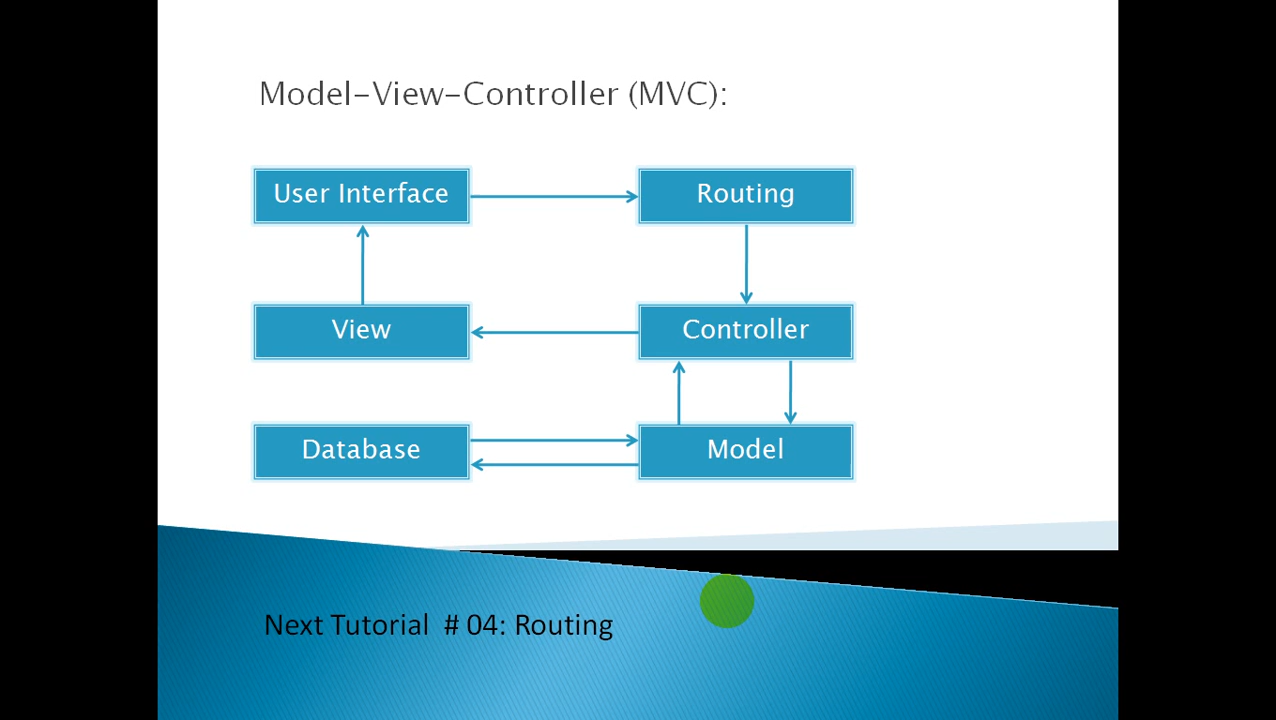 Model-View-Controller (MVC):
User Interface
Routing
View
Controller
Database
Model
Next Tutorial # 04: Routing